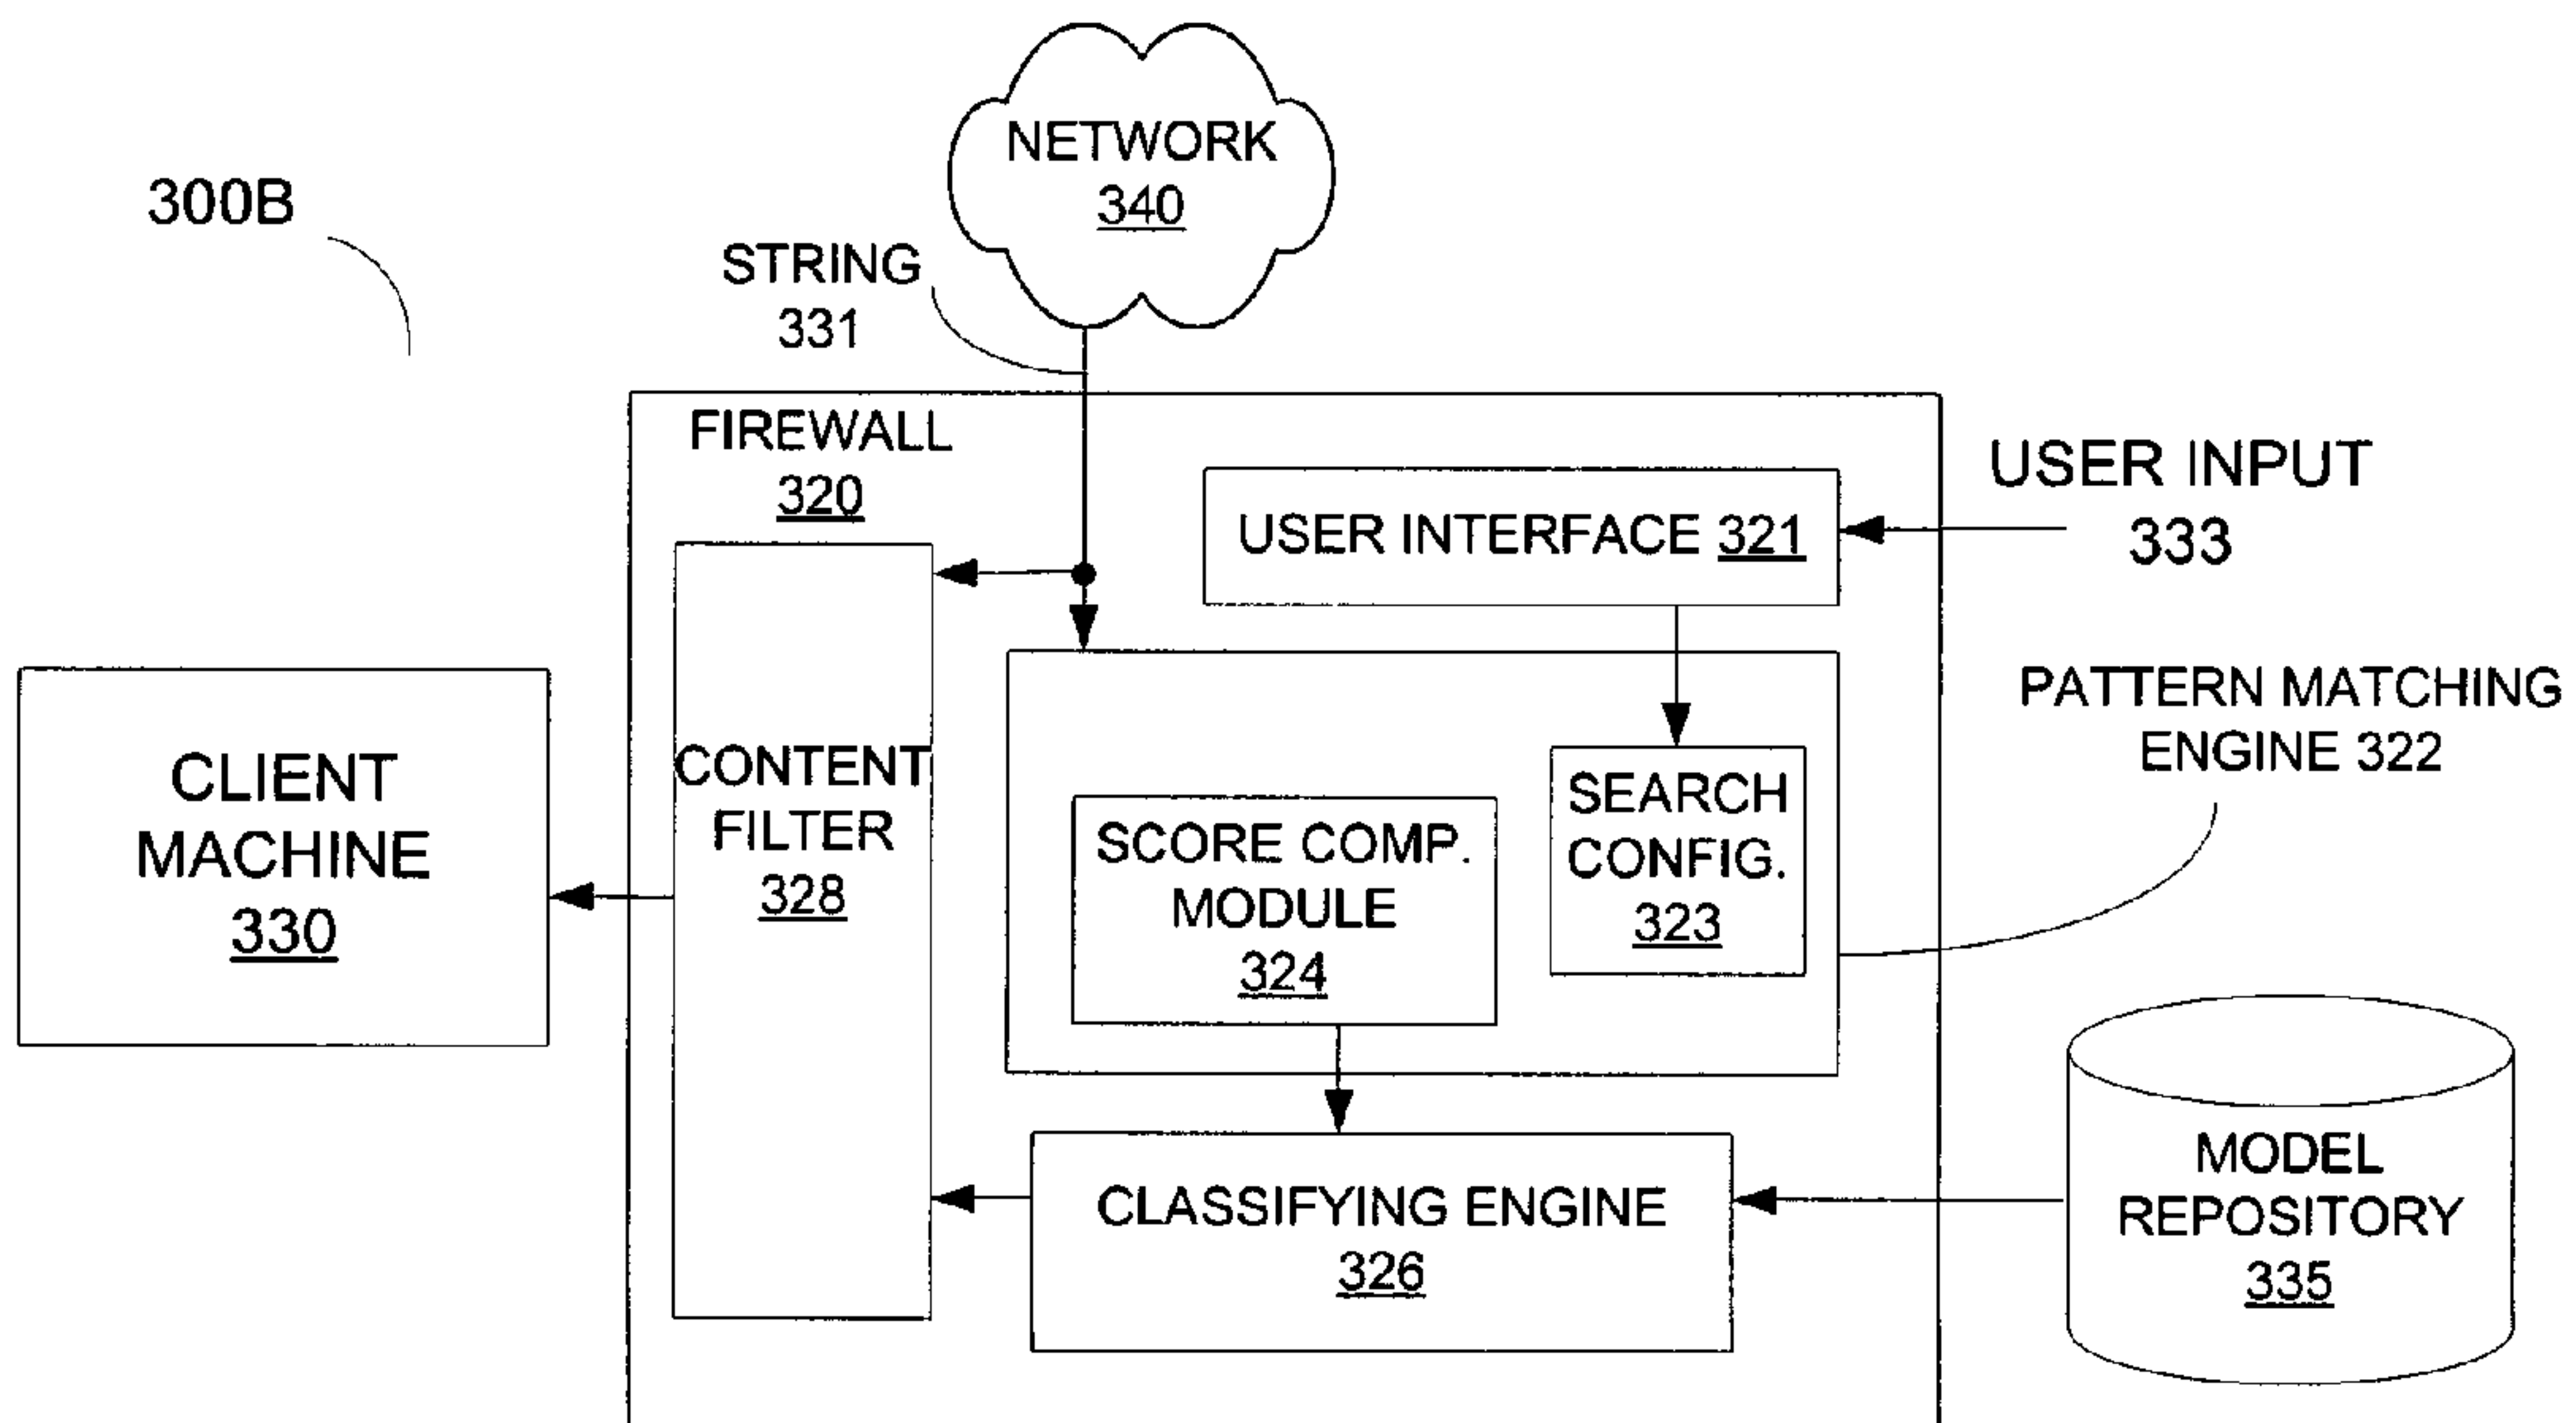 NETWORK
340
300B
STRING
331
FIREWALL
320
USER INPUT
333
USER INTERFACE 321
PATTERN MATCHING
ENGINE 322
CLIENT
MACHINE
330
CONTENT
FILTER
328
SCORE COMP.
MODULE
324
SEARCH
CONFIG.
323
CLASSIFYING ENGINE
326
MODEL
REPOSITORY
335